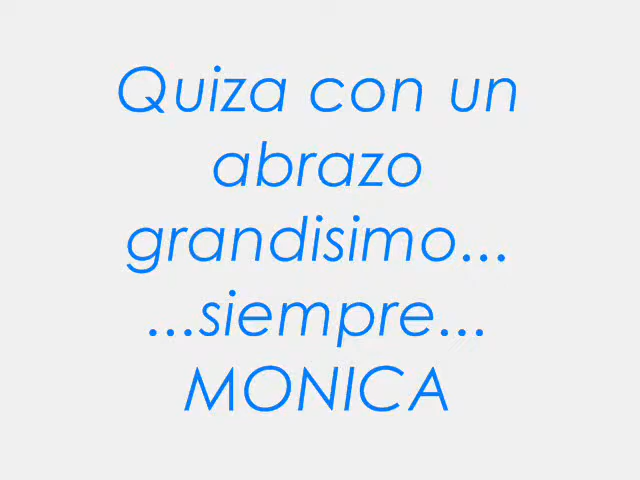 Quiza con un
abrazo
grandisimo...
...siempre...
MONICA